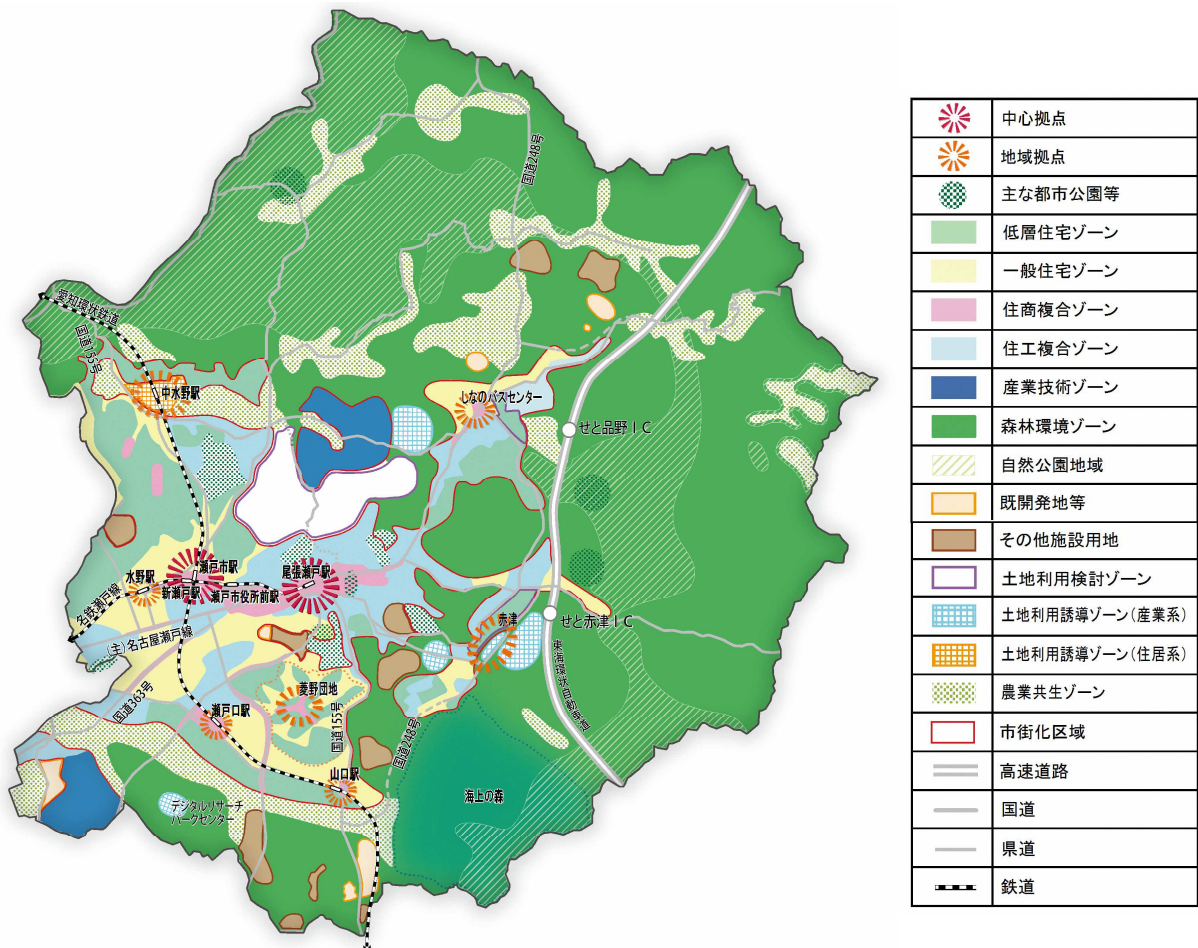 国道248号
愛知環状鉄道
国道155号
中水野駅
しなのバスセンター
せと品野IC
瀬戸市駅
尾張瀬戸駅
水野駅
新瀬戸駅
瀬戸市役所前駅
名鉄瀬戸線
(主)名古屋瀬戸線
赤津
せと赤津IC
東海環状自動車道
菱野団地
国道363号
瀬戸口駅
国道155号
国道248号
山口駅
海上の森
デジタルリサーチ
パークセンター
中心拠点
地域拠点
主な都市公園等
低層住宅ゾーン
一般住宅ゾーン
住商複合ゾーン
住工複合ゾーン
産業技術ゾーン
森林環境ゾーン
自然公園地域
既開発地等
その他施設用地
土地利用検討ゾーン
土地利用誘導ゾーン(産業系)
土地利用誘導ゾーン(住居系)
農業共生ゾーン
市街化区域
高速道路
国道
県道
鉄道